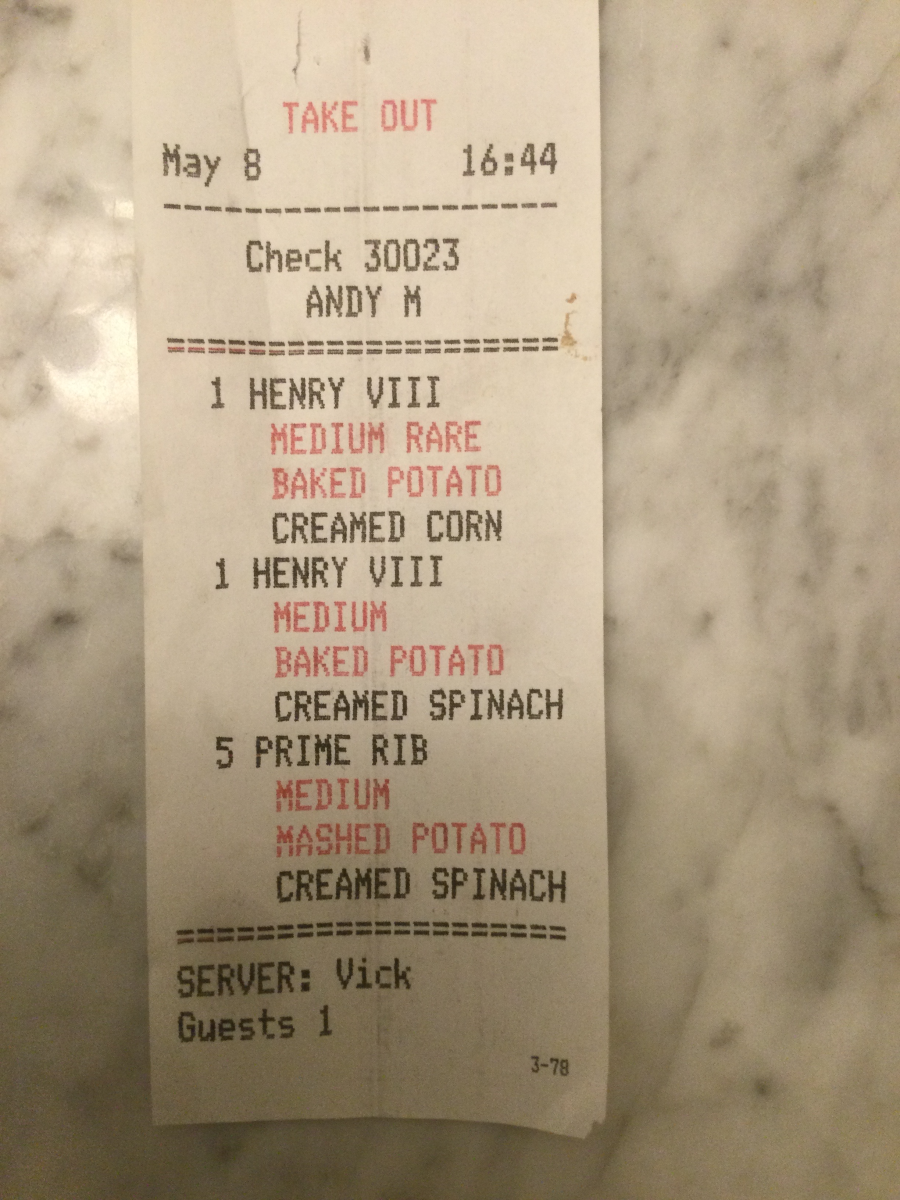 TAKE OUT
May 8 16:44
--------------------
Check 30023
ANDY M
====================
1 HENRY VIII
MEDIUM RARE
BAKED POTATO
CREAMED CORN
1 HENRY VIII
MEDIUM
BAKED POTATO
CREAMED SPINACH
5 PRIME RIB
MEDIUM
MASHED POTATO
CREAMED SPINACH
====================
SERVER: Vick
Guests 1
3-78